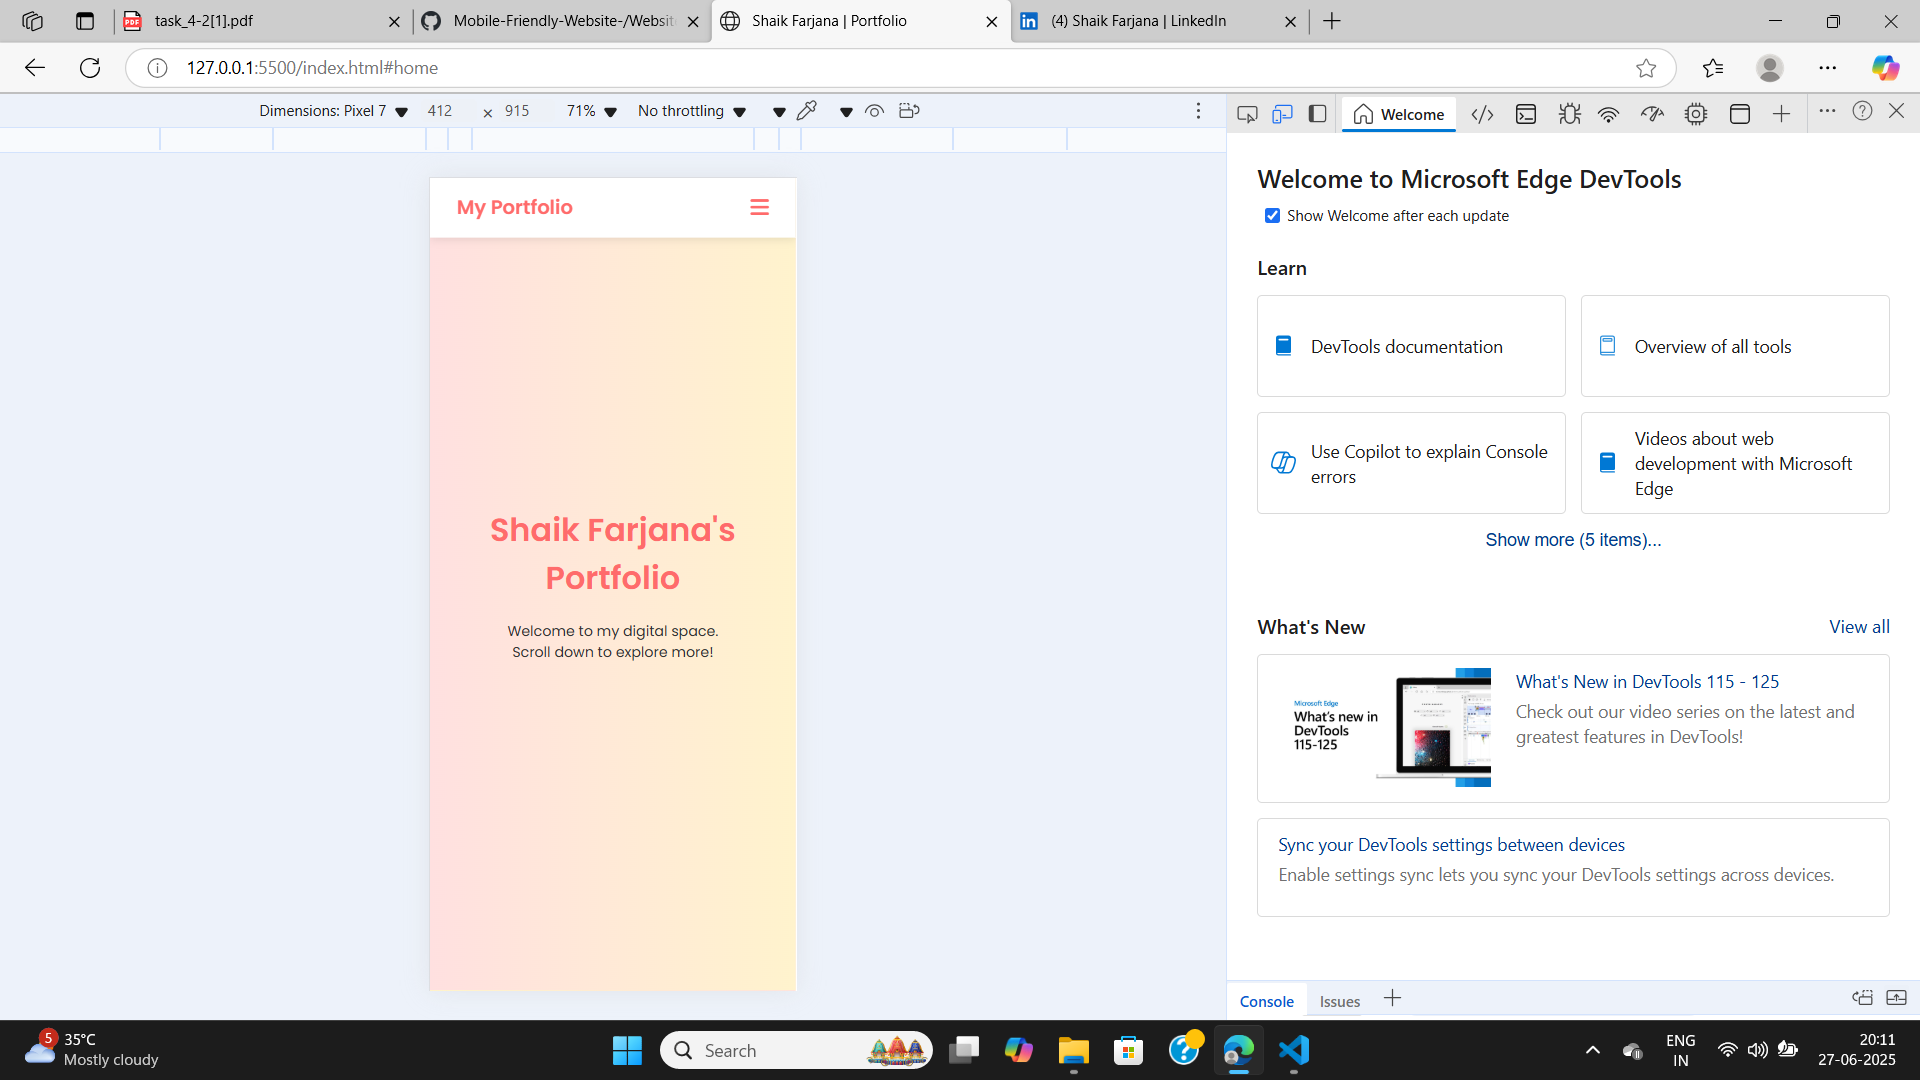 task_4-2[1].pdf
Mobile-Friendly-Website-/Website
Shaik Farjana | Portfolio
(4) Shaik Farjana | LinkedIn
127.0.0.1:5500/index.html#home
Dimensions: Pixel 7
412
×
915
71%
No throttling
Welcome
My Portfolio
Shaik Farjana's
Portfolio
Welcome to my digital space.
Scroll down to explore more!
Welcome to Microsoft Edge DevTools
Show Welcome after each update
Learn
DevTools documentation
Overview of all tools
Use Copilot to explain Console
errors
Videos about web
development with Microsoft
Edge
Show more (5 items)...
What's New
View all
Microsoft Edge
What's new in
DevTools
115-125
What's New in DevTools 115 - 125
Check out our video series on the latest and
greatest features in DevTools!
Sync your DevTools settings between devices
Enable settings sync lets you sync your DevTools settings across devices.
Console
Issues
5
35°C
Mostly cloudy
Search
ENG
IN
20:11
27-06-2025